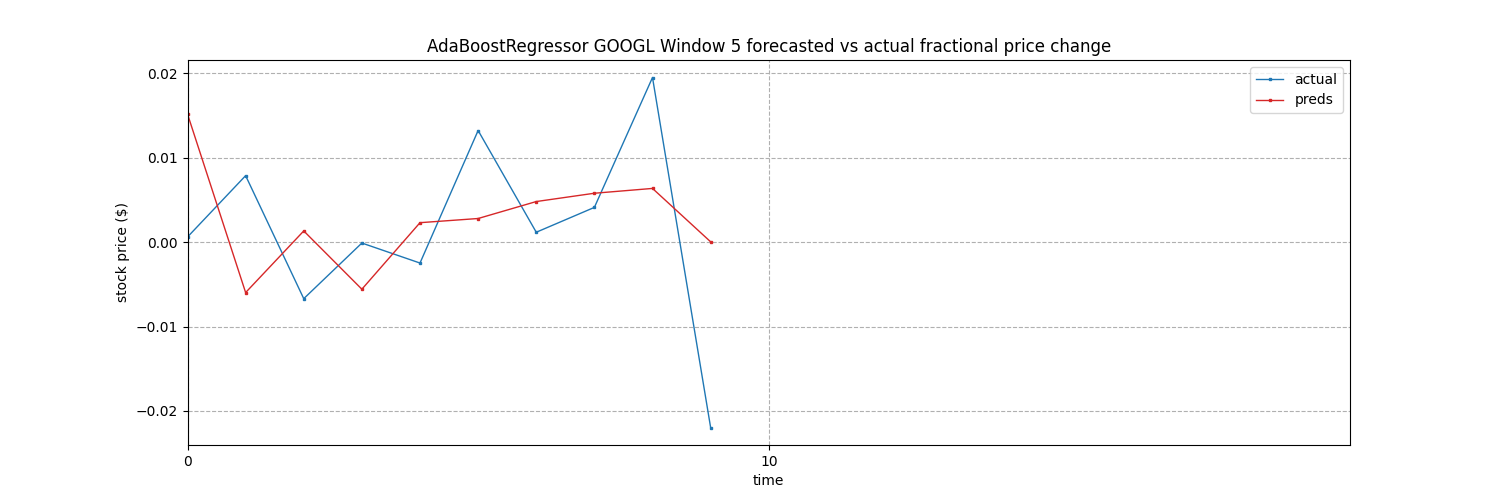 AdaBoostRegressor GOOGL Window 5 forecasted vs actual fractional price change
actual
preds
0.02
0.01
0.00
−0.01
−0.02
stock price ($)
0
10
time